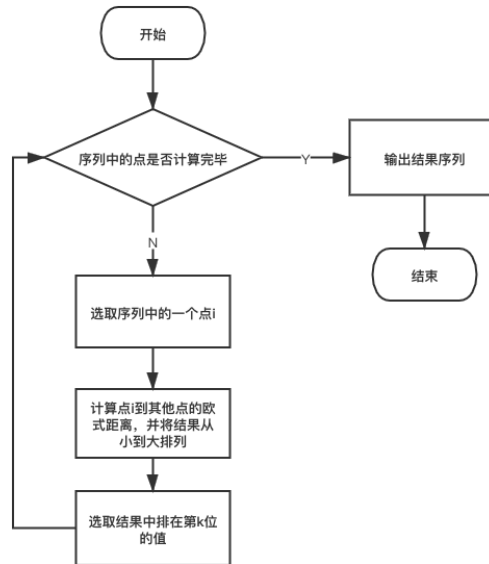 开始
序列中的点是否计算完毕
Y
输出结果序列
结束
N
选取序列中的一个点i
计算点i到其他点的欧
式距离，并将结果从
小到大排列
选取结果中排在第k位
的值